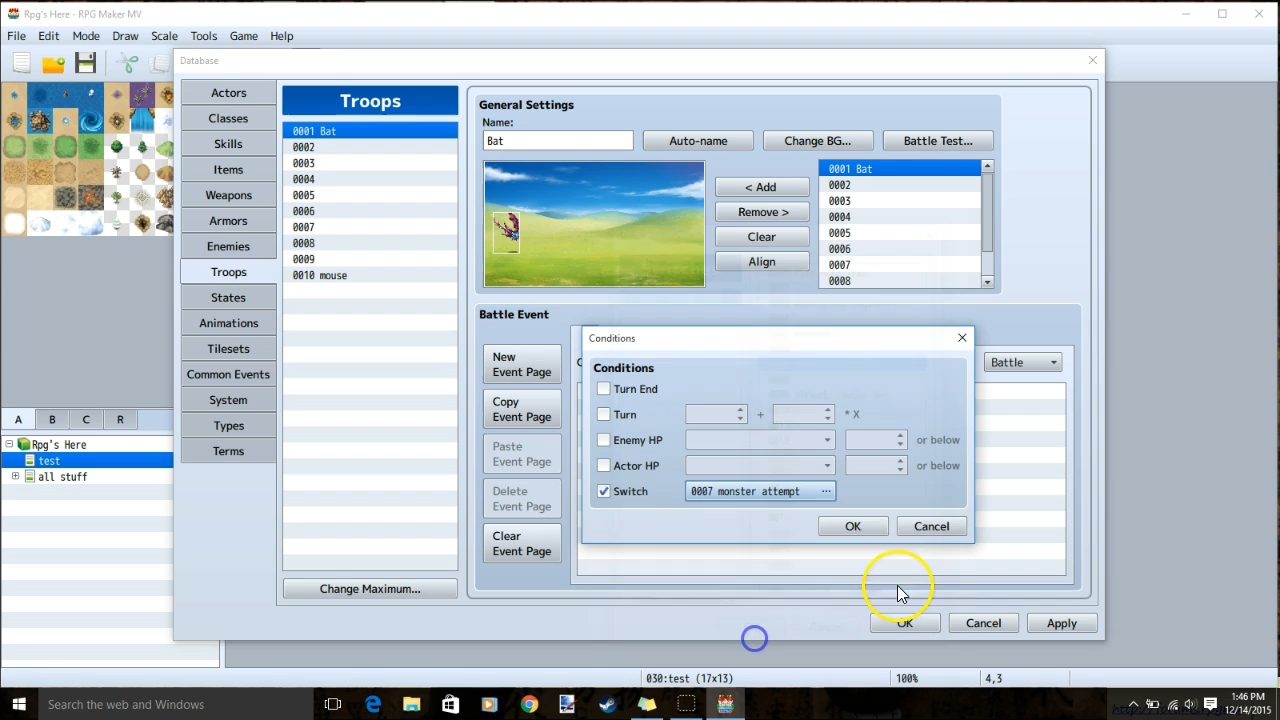 Rpg's Here - RPG Maker MV
File Edit Mode Draw Scale Tools Game Help
Database
Actors
Classes
Skills
Items
Weapons
Armors
Enemies
Troops
States
Animations
Tilesets
Common Events
System
Types
Terms
Troops
0001 Bat
0002
0003
0004
0005
0006
0007
0008
0009
0010 mouse
Change Maximum...
General Settings
Name:
Bat
Auto-name
Change BG...
Battle Test...
< Add
Remove >
Clear
Align
0001 Bat
0002
0003
0004
0005
0006
0007
0008
Battle Event
New
Event Page
Copy
Event Page
Paste
Event Page
Delete
Event Page
Clear
Event Page
Battle
Conditions
Conditions
Turn End
Turn + * X
Enemy HP or below
Actor HP or below
Switch 0007 monster attempt ...
OK Cancel
OK Cancel Apply
A B C R
Rpg's Here
test
all stuff
030:test (17x13) 100% 4,3
Search the web and Windows
1:46 PM
12/14/2015